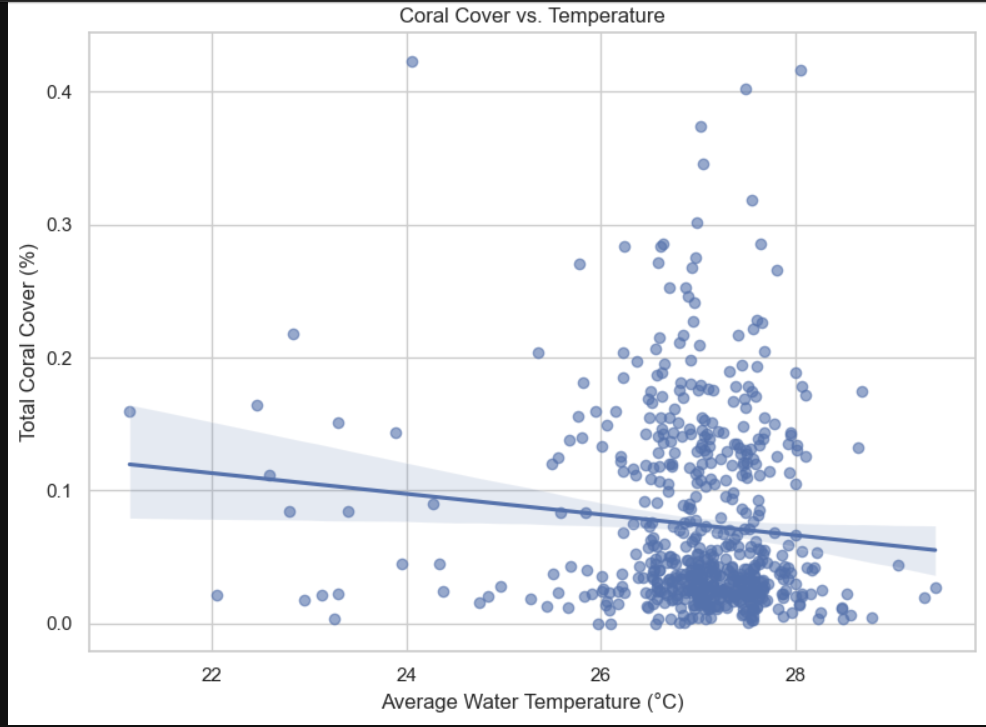 Coral Cover vs. Temperature
Total Coral Cover (%)
0.4
0.3
0.2
0.1
0.0
22 24 26 28
Average Water Temperature (°C)